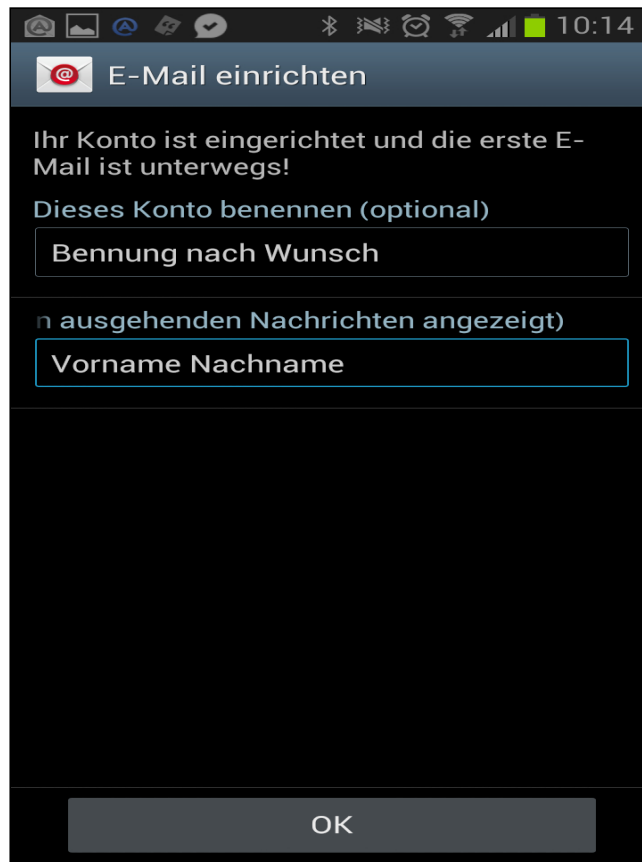 10:14
E-Mail einrichten
Ihr Konto ist eingerichtet und die erste E-
Mail ist unterwegs!
Dieses Konto benennen (optional)
Bennung nach Wunsch
n ausgehenden Nachrichten angezeigt)
Vorname Nachname
OK